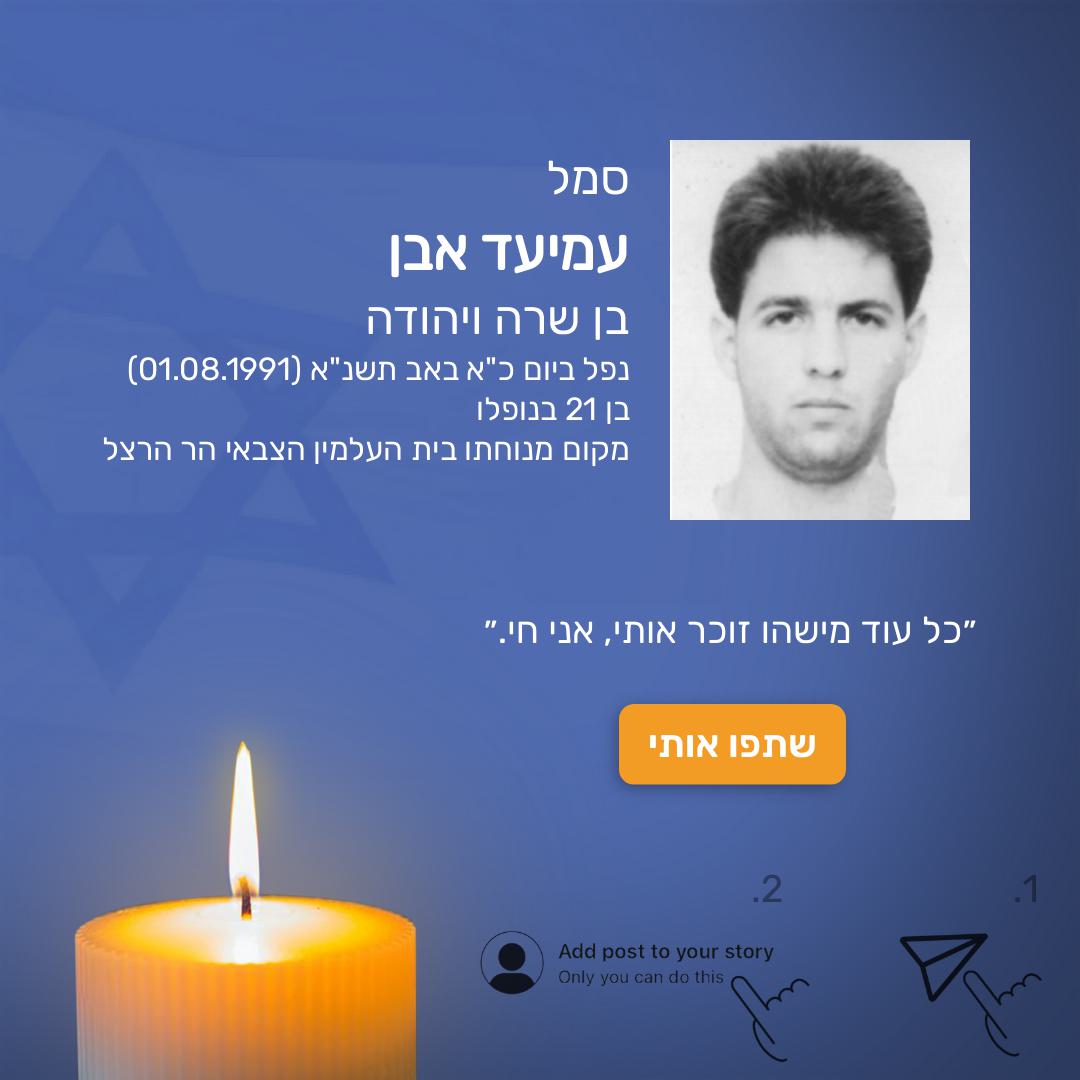 סמל
עמיעד אבן
בן שרה ויהודה
נפל ביום כ"א באב תשנ"א (01.08.1991)
בן 21 בנופלו
מקום מנוחתו בית העלמין הצבאי הר הרצל
״כל עוד מישהו זוכר אותי, אני חי.״
שתפו אותי
1.
2.
Add post to your story
Only you can do this